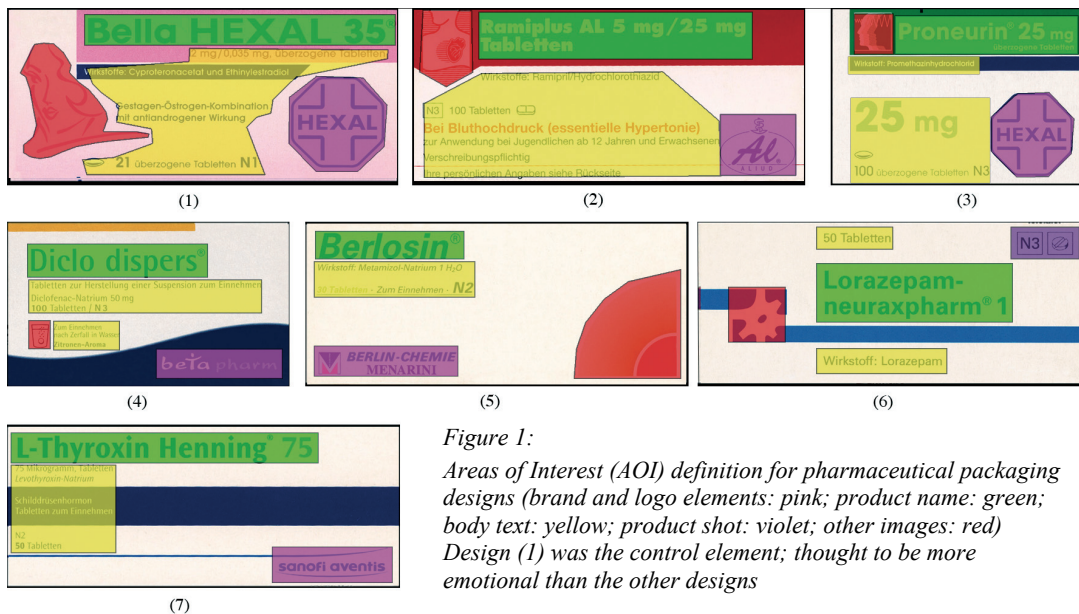 Bella HEXAL 35®
2 mg/0,035 mg, überzogene Tabletten
Wirkstoffe: Cyproteronacetat und Ethinylestradiol
Gestagen-Östrogen-Kombination
mit antiandrogener Wirkung
HEXAL
21 überzogene Tabletten N1
(1)
Ramiplus AL 5 mg/25 mg
Tabletten
Wirkstoffe: Ramipril/Hydrochlorothiazid
N3 100 Tabletten
Bei Bluthochdruck (essentielle Hypertonie)
zur Anwendung bei Jugendlichen ab 12 Jahren und Erwachsenen
Verschreibungspflichtig
Ihre persönlichen Angaben siehe Rückseite.
AL
ALIUD
(2)
Proneurin® 25 mg
überzogene Tabletten
Wirkstoff: Promethazinhydrochlorid
25 mg
HEXAL
100 überzogene Tabletten N3
(3)
Diclo dispers®
Tabletten zur Herstellung einer Suspension zum Einnehmen
Diclofenac-Natrium 50 mg
100 Tabletten / N3
Zum Einnehmen
nach Zerfall in Wasser
Zitronen-Aroma
betapharm
(4)
Berlosin®
Wirkstoff: Metamizol-Natrium 1 H₂O
50 Tabletten · Zum Einnehmen · N2
BERLIN-CHEMIE
MENARINI
(5)
50 Tabletten
N3
Lorazepam-
neuraxpharm® 1
Wirkstoff: Lorazepam
(6)
L-Thyroxin Henning® 75
75 Mikrogramm, Tabletten
Levothyroxin-Natrium
Schilddrüsenhormon
Tabletten zum Einnehmen
N2
50 Tabletten
sanofi aventis
(7)
Figure 1:
Areas of Interest (AOI) definition for pharmaceutical packaging
designs (brand and logo elements: pink; product name: green;
body text: yellow; product shot: violet; other images: red)
Design (1) was the control element; thought to be more
emotional than the other designs